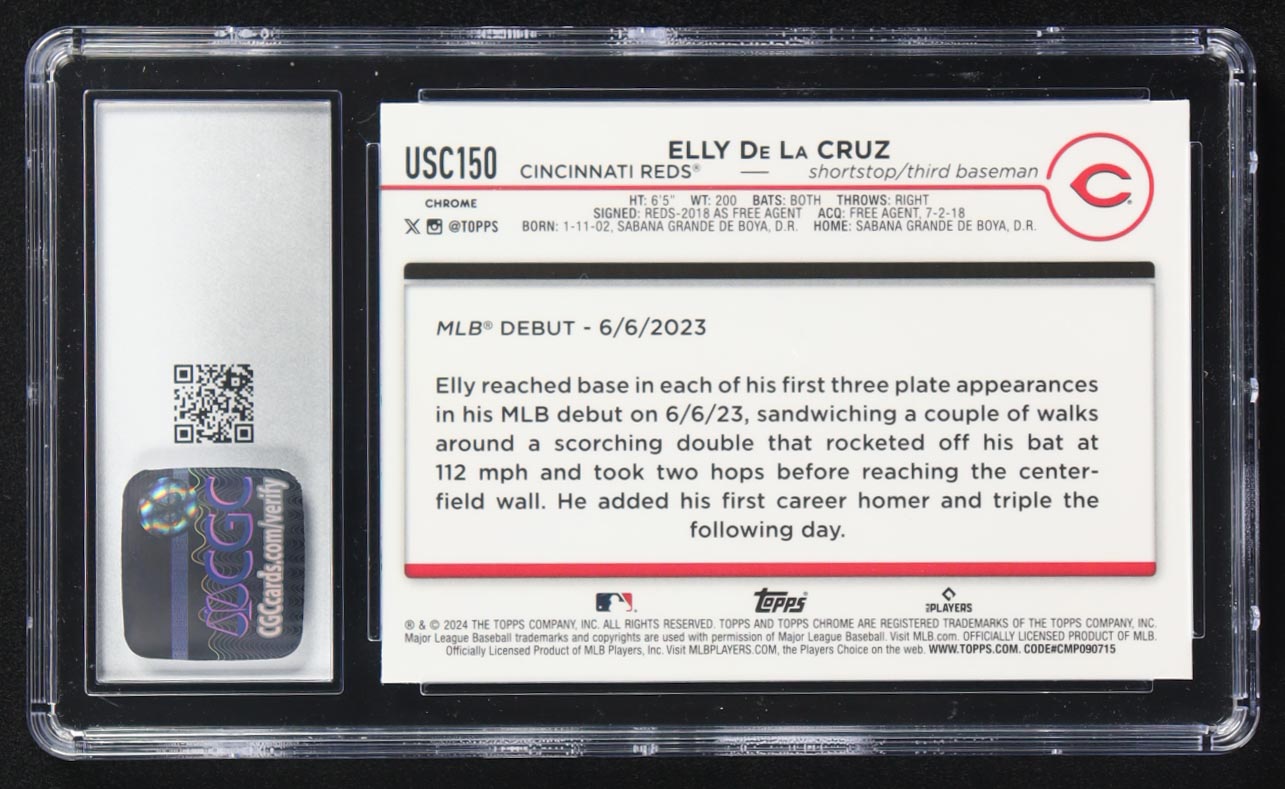 USC150
ELLY DE LA CRUZ
CINCINNATI REDS® — shortstop/third baseman
C
CHROME
@TOPPS
HT: 6'5" WT: 200 BATS: BOTH THROWS: RIGHT
SIGNED: REDS-2018 AS FREE AGENT ACQ: FREE AGENT, 7-2-18
BORN: 1-11-02, SABANA GRANDE DE BOYA, D.R. HOME: SABANA GRANDE DE BOYA, D.R.
MLB® DEBUT - 6/6/2023
Elly reached base in each of his first three plate appearances
in his MLB debut on 6/6/23, sandwiching a couple of walks
around a scorching double that rocketed off his bat at
112 mph and took two hops before reaching the center-
field wall. He added his first career homer and triple the
following day.
TOPPS
PLAYERS
® & © 2024 THE TOPPS COMPANY, INC. ALL RIGHTS RESERVED. TOPPS AND TOPPS CHROME ARE REGISTERED TRADEMARKS OF THE TOPPS COMPANY, INC.
Major League Baseball trademarks and copyrights are used with permission of Major League Baseball. Visit MLB.com. OFFICIALLY LICENSED PRODUCT OF MLB.
Officially Licensed Product of MLB Players, Inc. Visit MLBPLAYERS.COM, the Players Choice on the web. WWW.TOPPS.COM. CODE#CMP090715
CGC
CGCcards.com/verify